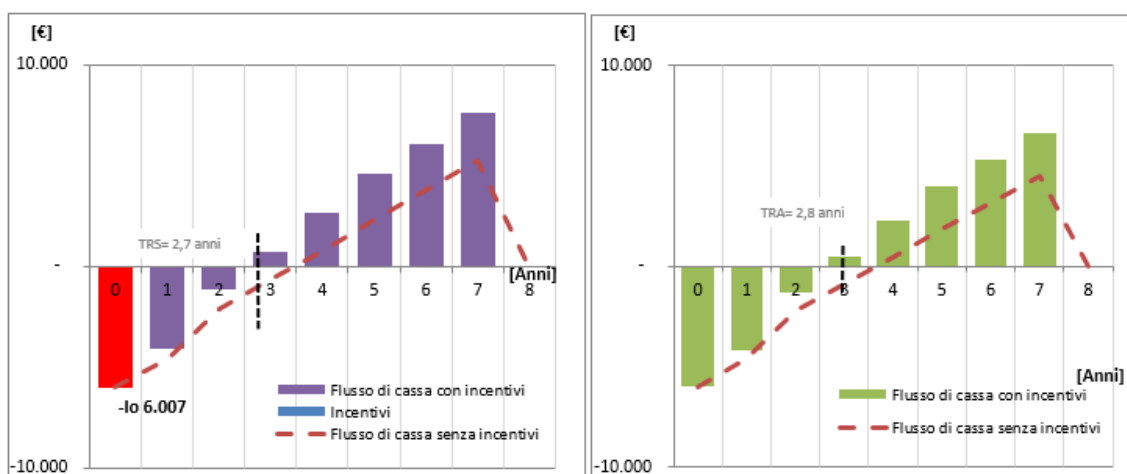 [€]
10.000
TRS= 2,7 anni
-
[Anni]
0 1 2 3 4 5 6 7 8
-Io 6.007
Flusso di cassa con incentivi
Incentivi
Flusso di cassa senza incentivi
-10.000
[€]
10.000
TRA= 2,8 anni
-
0 1 2 3 4 5 6 7 8
[Anni]
Flusso di cassa con incentivi
Flusso di cassa senza incentivi
-10.000